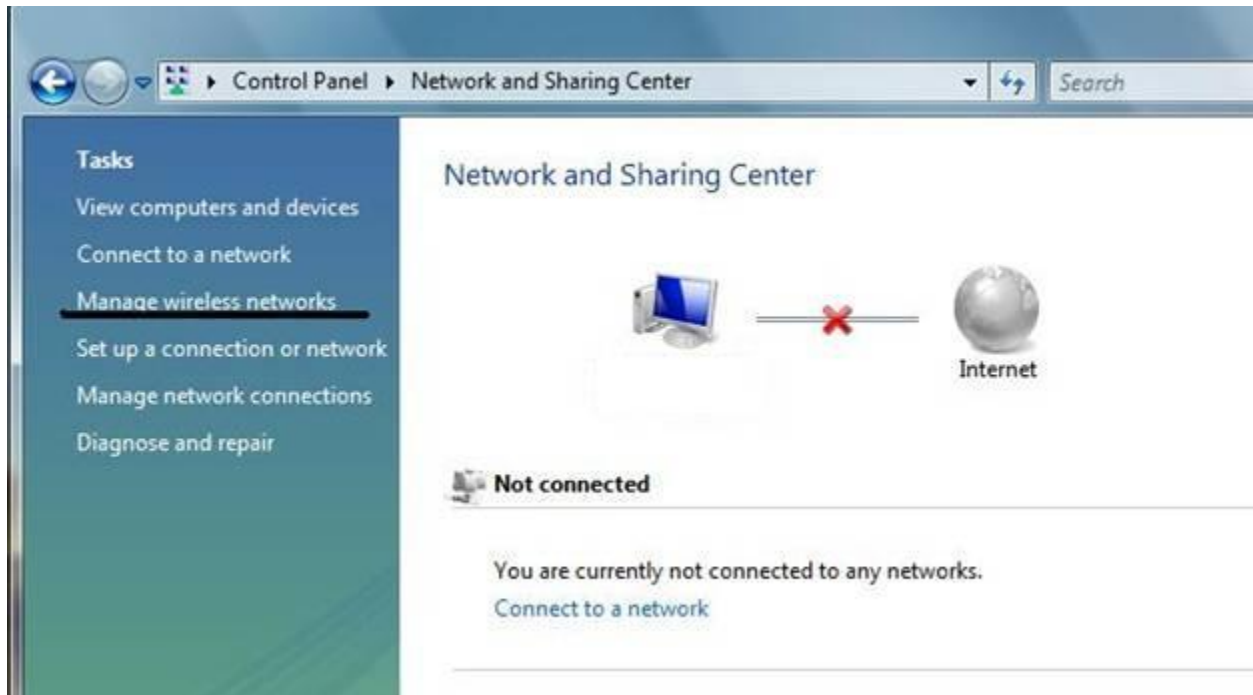 Control Panel Network and Sharing Center Search
Tasks
View computers and devices
Connect to a network
Manage wireless networks
Set up a connection or network
Manage network connections
Diagnose and repair
Network and Sharing Center
Internet
Not connected
You are currently not connected to any networks.
Connect to a network